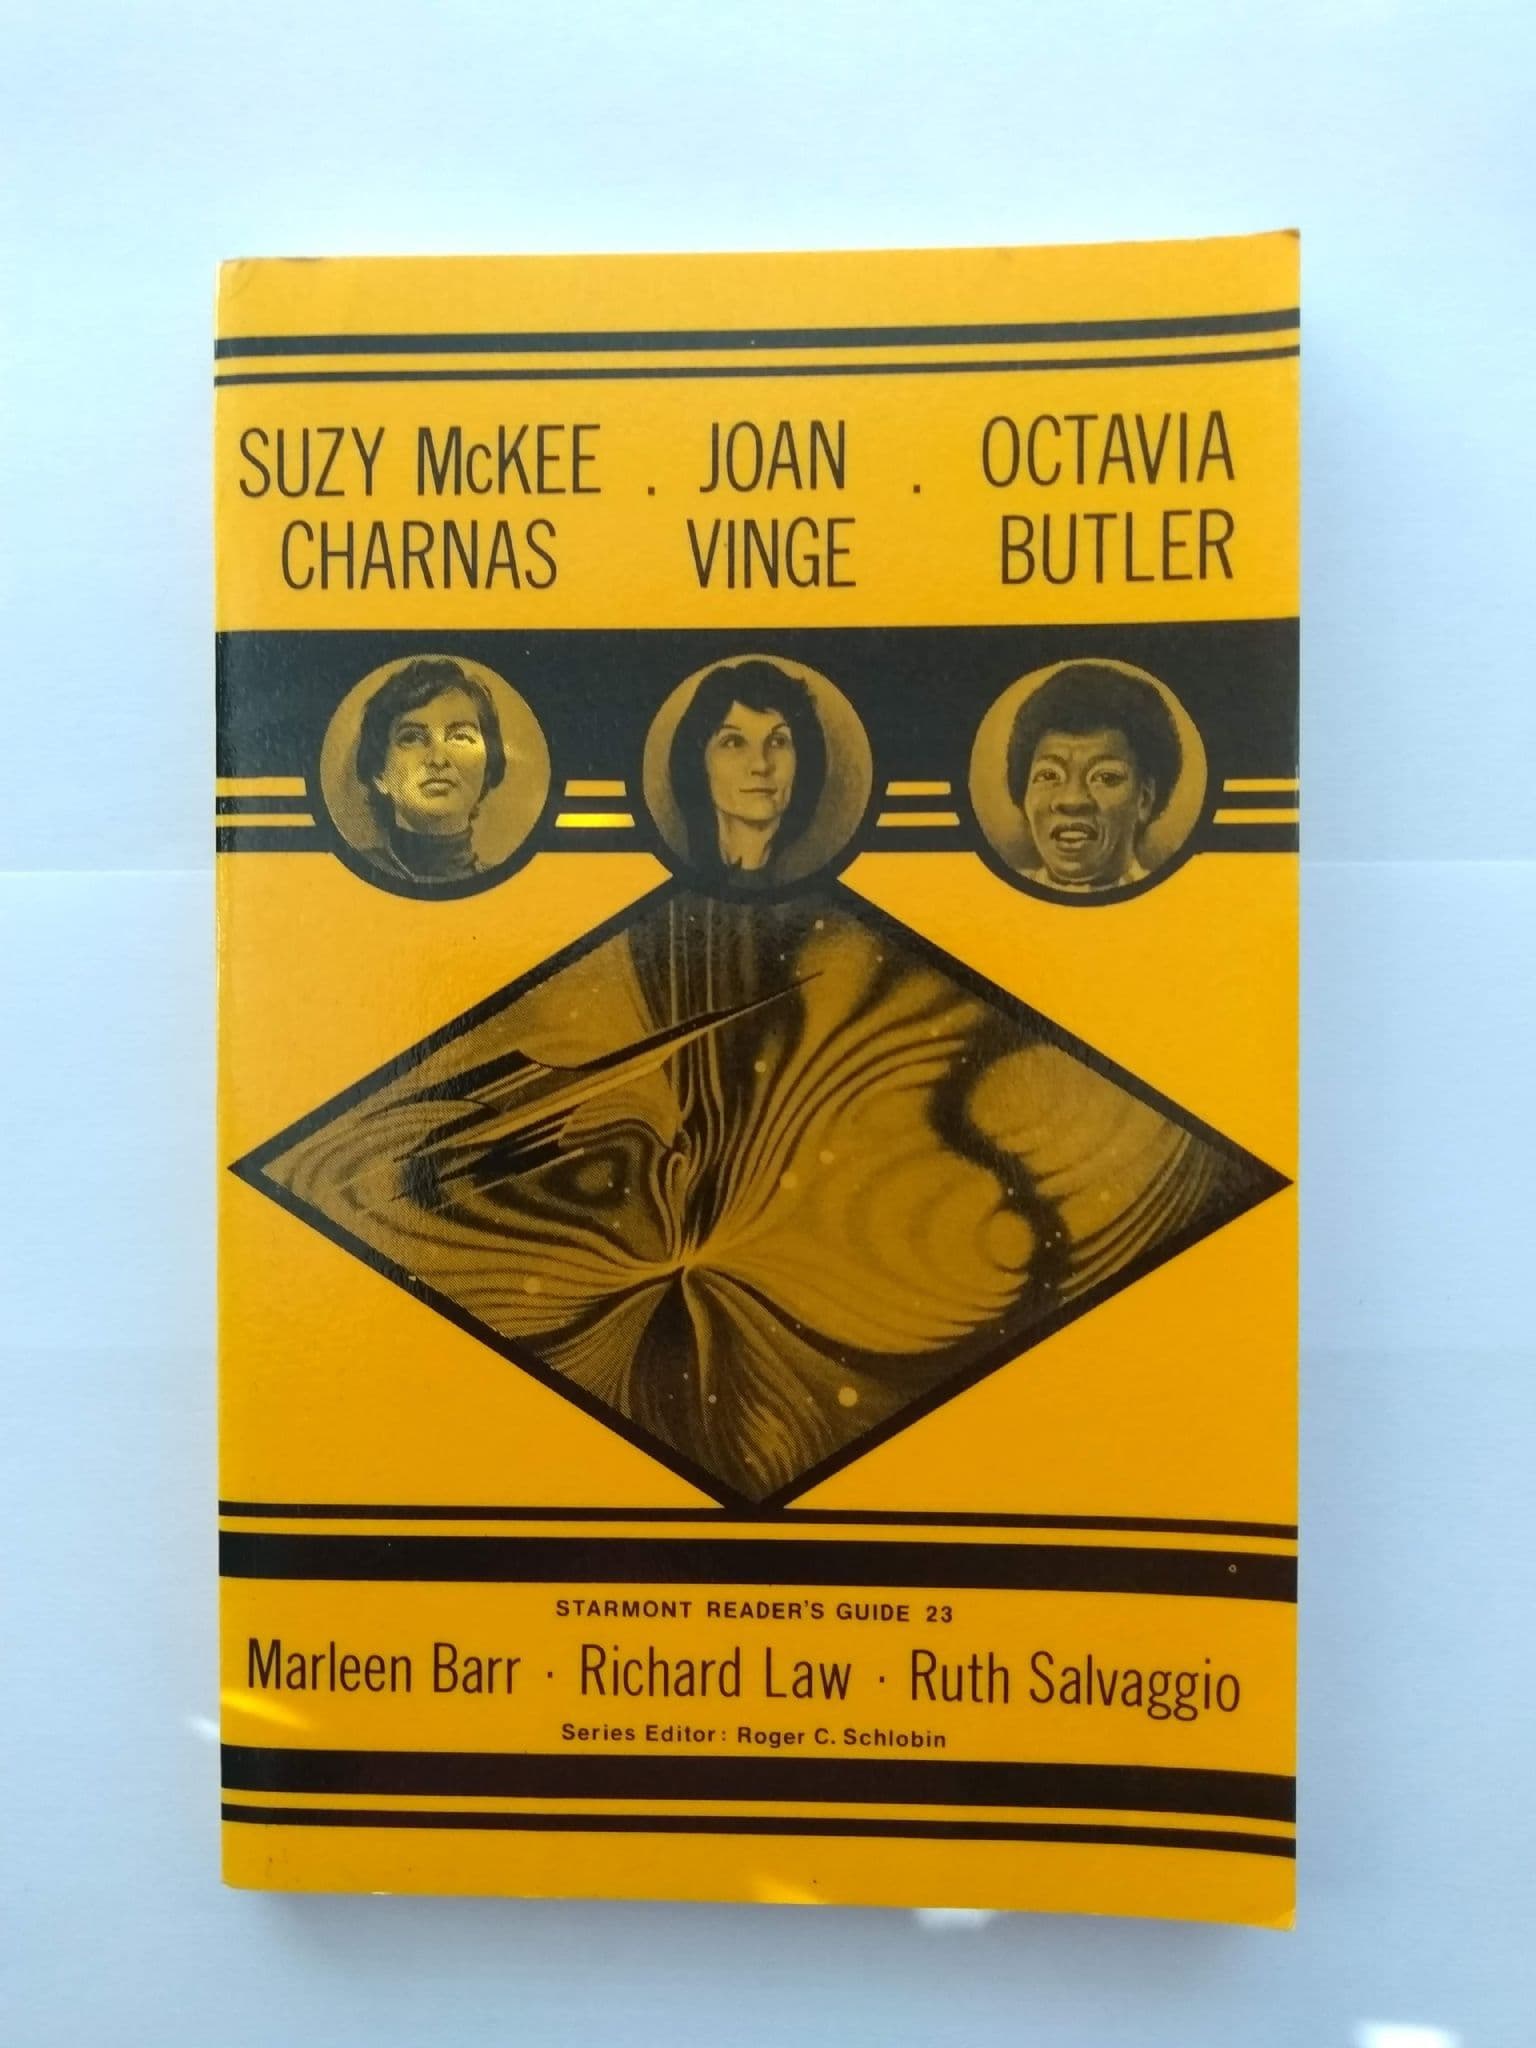 SUZY McKEE . JOAN . OCTAVIA
CHARNAS VINGE BUTLER
STARMONT READER'S GUIDE 23
Marleen Barr · Richard Law · Ruth Salvaggio
Series Editor: Roger C. Schlobin